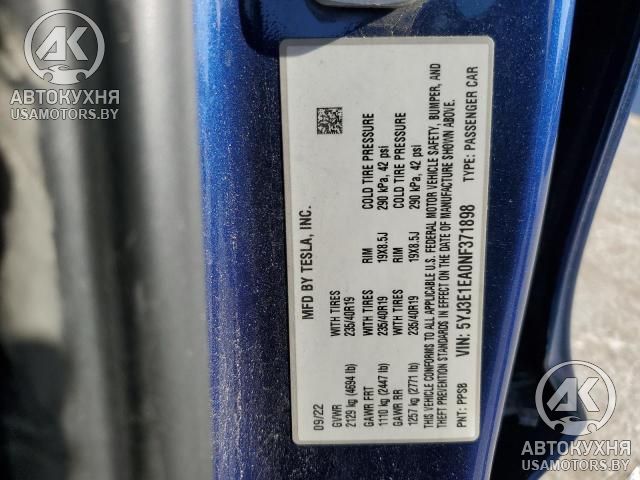 AK
АВТОКУХНЯ
USAMOTORS.BY
MFD BY TESLA, INC.
09/22
GVWR WITH TIRES RIM COLD TIRE PRESSURE
2129 kg (4694 lb) 235/40R19 19X8.5J 290 kPa, 42 psi
GAWR FRT WITH TIRES RIM COLD TIRE PRESSURE
1110 kg (2447 lb) 235/40R19 19X8.5J 290 kPa, 42 psi
GAWR RR
1257 kg (2771 lb) 235/40R19
THIS VEHICLE CONFORMS TO ALL APPLICABLE U.S. FEDERAL MOTOR VEHICLE SAFETY, BUMPER, AND
THEFT PREVENTION STANDARDS IN EFFECT ON THE DATE OF MANUFACTURE SHOWN ABOVE.
VIN: 5YJ3E1EA0NF371898
PNT: PPSB TYPE: PASSENGER CAR
AK
АВТОКУХНЯ
USAMOTORS.BY